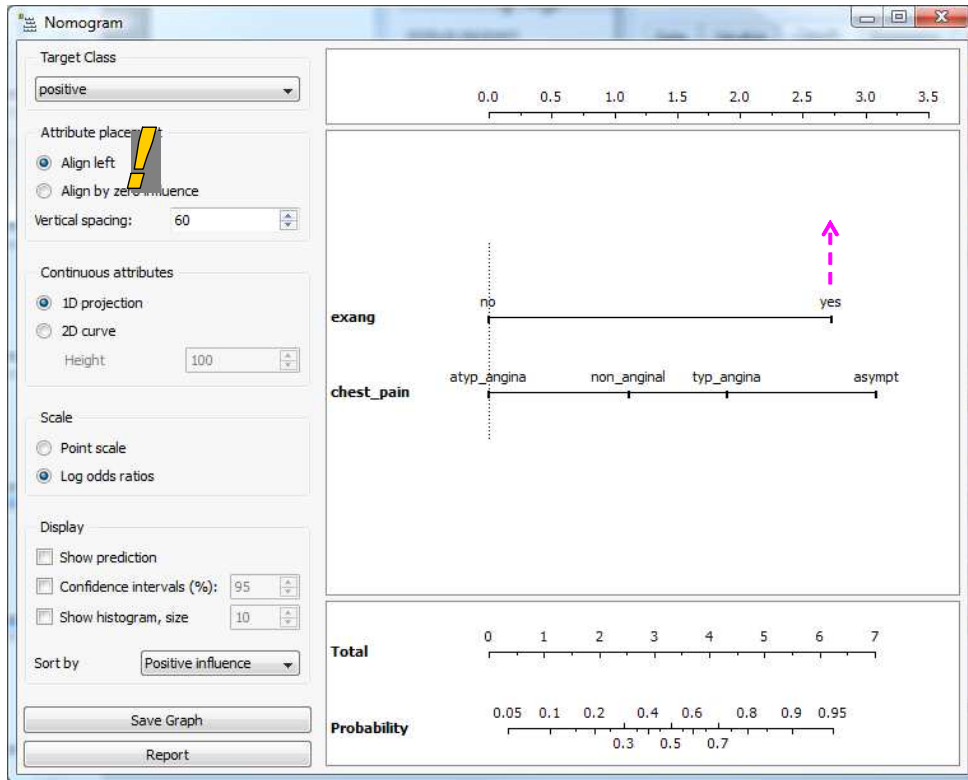 Nomogram
Target Class
positive
Attribute placement
Align left
Align by zero influence
Vertical spacing: 60
Continuous attributes
1D projection
2D curve
Height 100
Scale
Point scale
Log odds ratios
Display
Show prediction
Confidence intervals (%): 95
Show histogram, size 10
Sort by Positive influence
Save Graph
Report
0.0 0.5 1.0 1.5 2.0 2.5 3.0 3.5
no yes
exang
atyp_angina non_anginal typ_angina asympt
chest_pain
0 1 2 3 4 5 6 7
Total
0.05 0.1 0.2 0.4 0.6 0.8 0.9 0.95
Probability
0.3 0.5 0.7